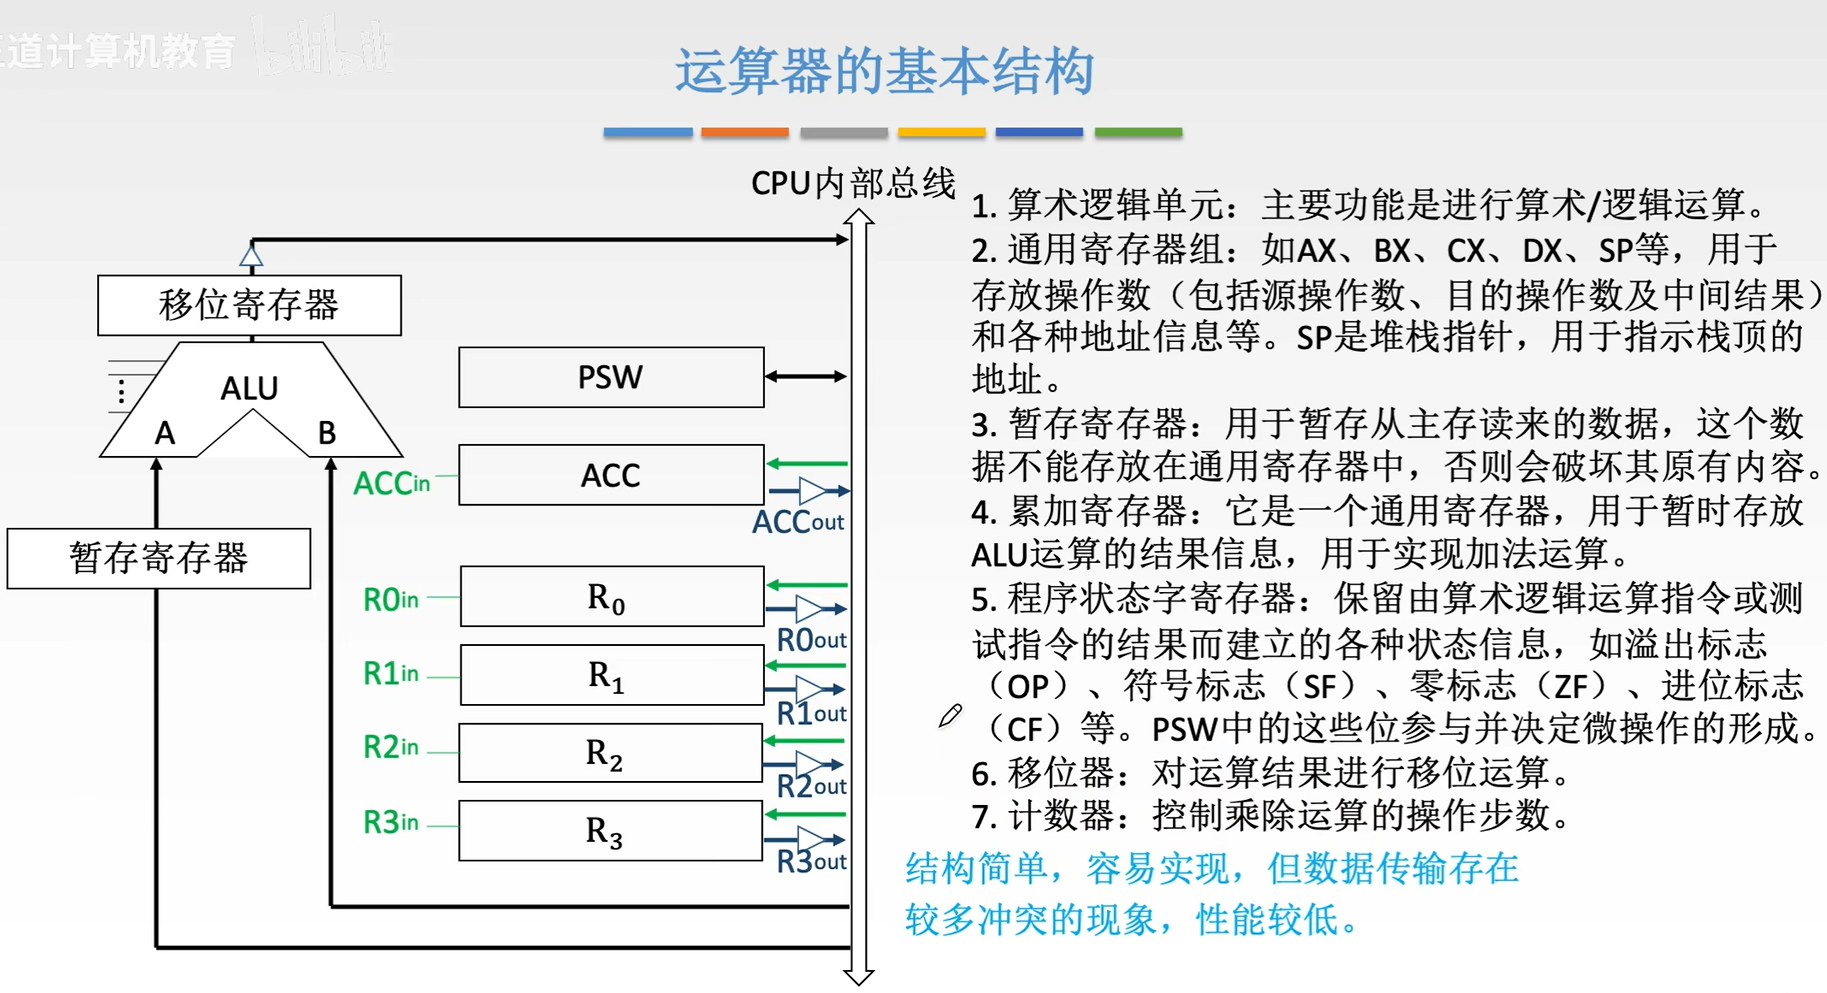 道计算机教育 bilibili
运算器的基本结构
CPU内部总线
移位寄存器
ALU
A
B
暂存寄存器
PSW
ACCin
ACC
ACCout
R0in
R0
R0out
R1in
R1
R1out
R2in
R2
R2out
R3in
R3
R3out
1. 算术逻辑单元：主要功能是进行算术/逻辑运算。
2. 通用寄存器组：如AX、BX、CX、DX、SP等，用于
存放操作数（包括源操作数、目的操作数及中间结果）
和各种地址信息等。SP是堆栈指针，用于指示栈顶的
地址。
3. 暂存寄存器：用于暂存从主存读来的数据，这个数
据不能存放在通用寄存器中，否则会破坏其原有内容。
4. 累加寄存器：它是一个通用寄存器，用于暂时存放
ALU运算的结果信息，用于实现加法运算。
5. 程序状态字寄存器：保留由算术逻辑运算指令或测
试指令的结果而建立的各种状态信息，如溢出标志
（OP）、符号标志（SF）、零标志（ZF）、进位标志
（CF）等。PSW中的这些位参与并决定微操作的形成。
6. 移位器：对运算结果进行移位运算。
7. 计数器：控制乘除运算的操作步数。
结构简单，容易实现，但数据传输存在
较多冲突的现象，性能较低。